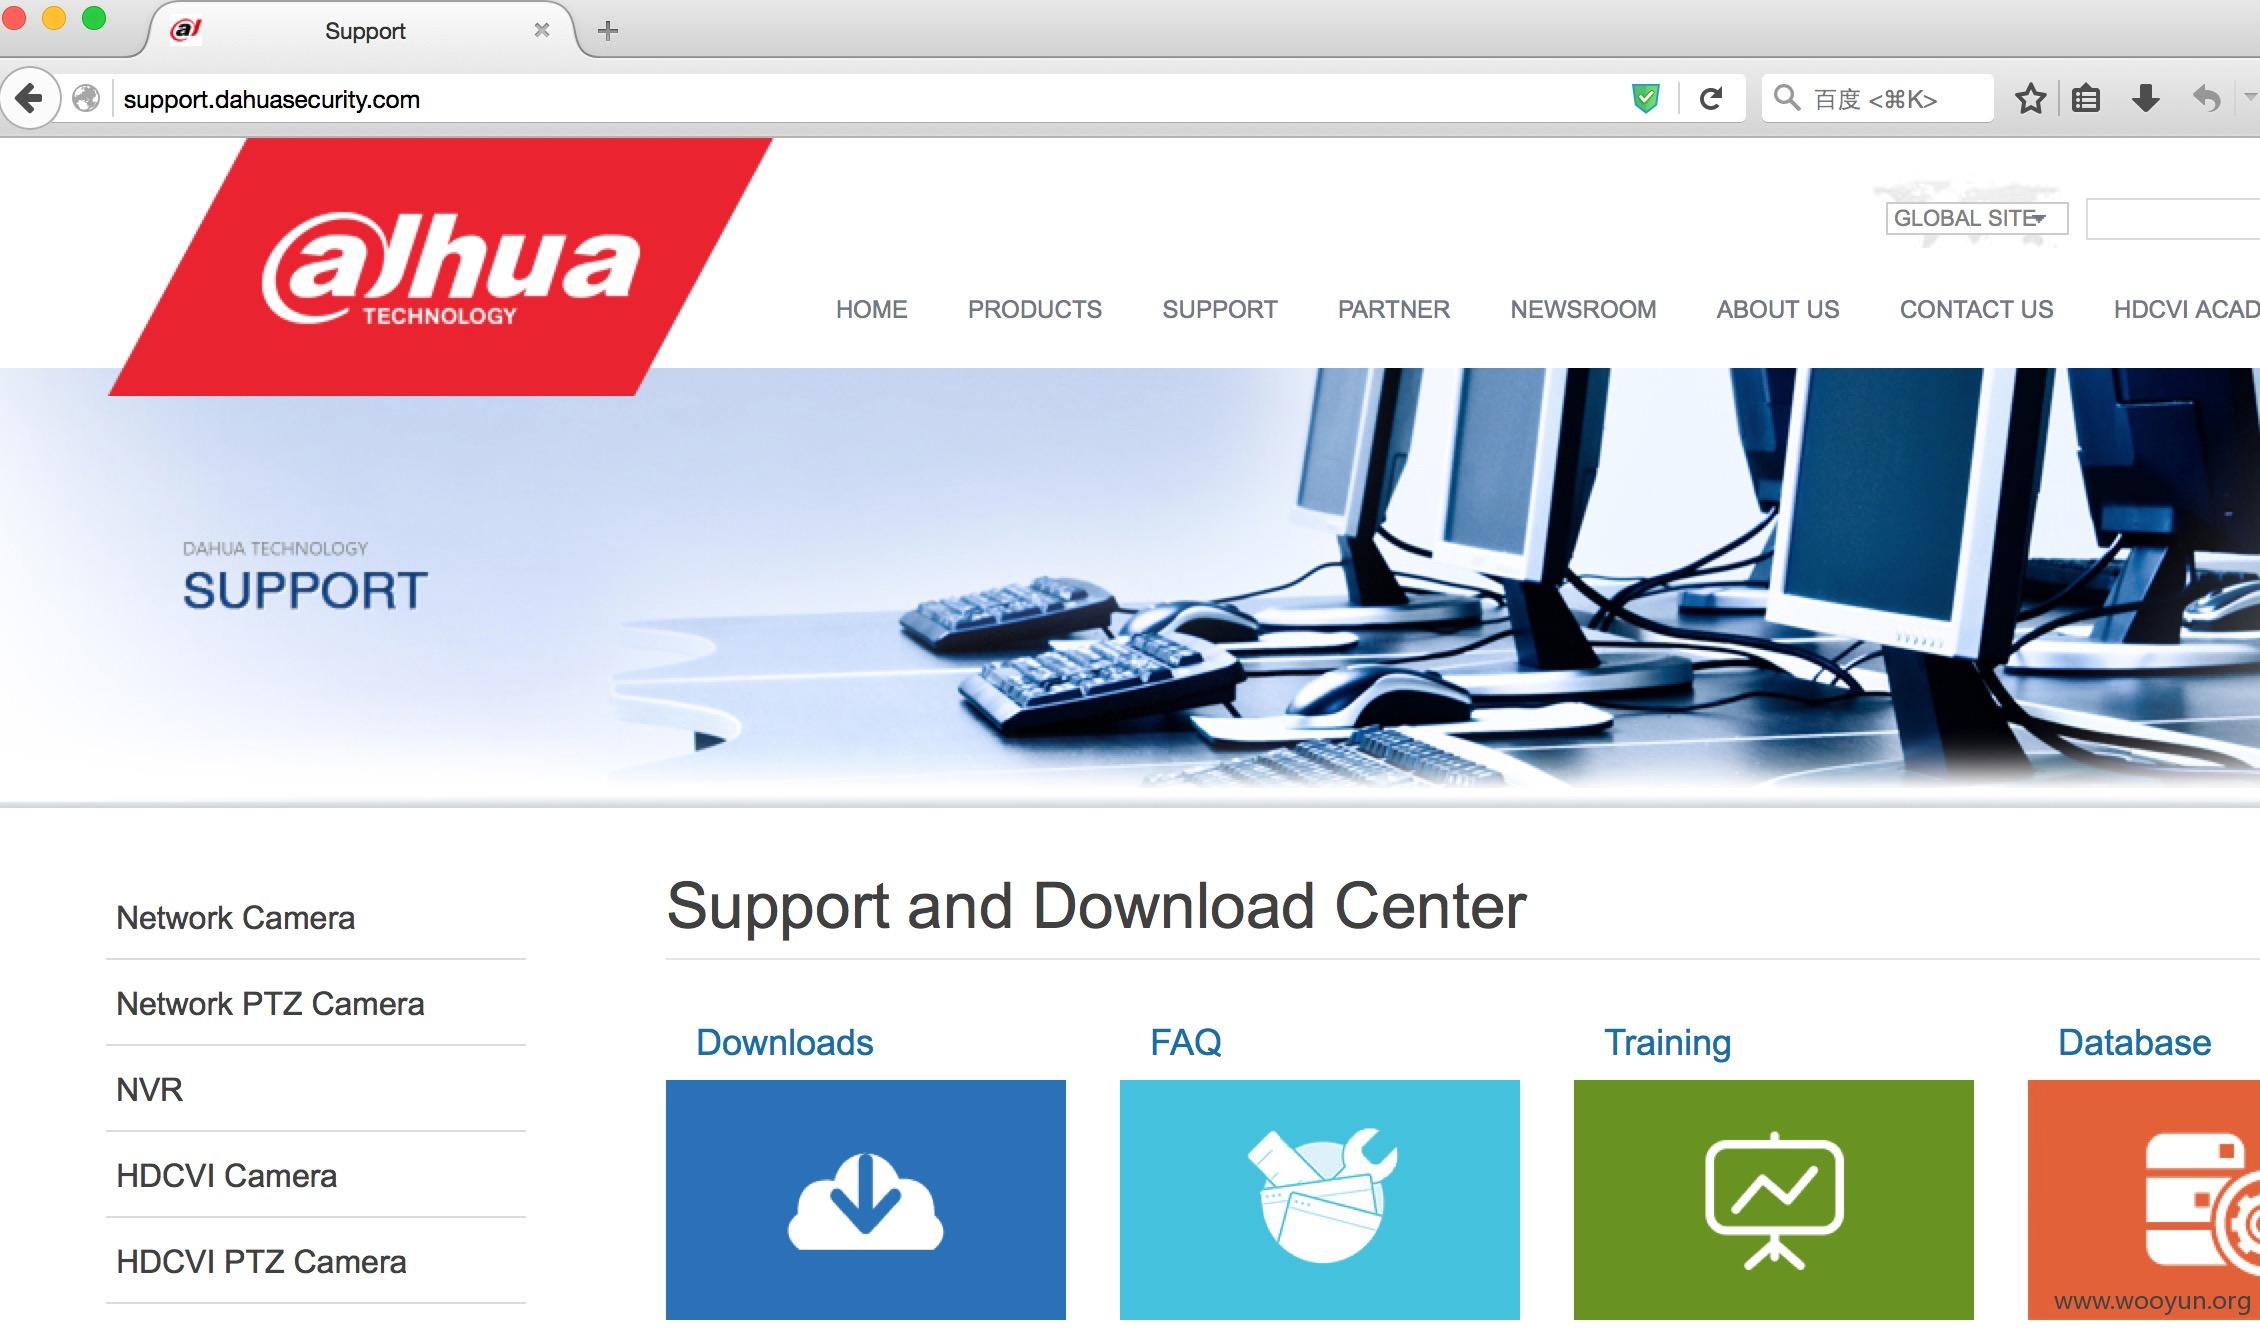 Support
support.dahuasecurity.com
百度 <⌘K>
alhua
TECHNOLOGY
GLOBAL SITE
HOME PRODUCTS SUPPORT PARTNER NEWSROOM ABOUT US CONTACT US HDCVI ACAD
DAHUA TECHNOLOGY
SUPPORT
Network Camera
Network PTZ Camera
NVR
HDCVI Camera
HDCVI PTZ Camera
Support and Download Center
Downloads FAQ Training Database
www.wooyun.org